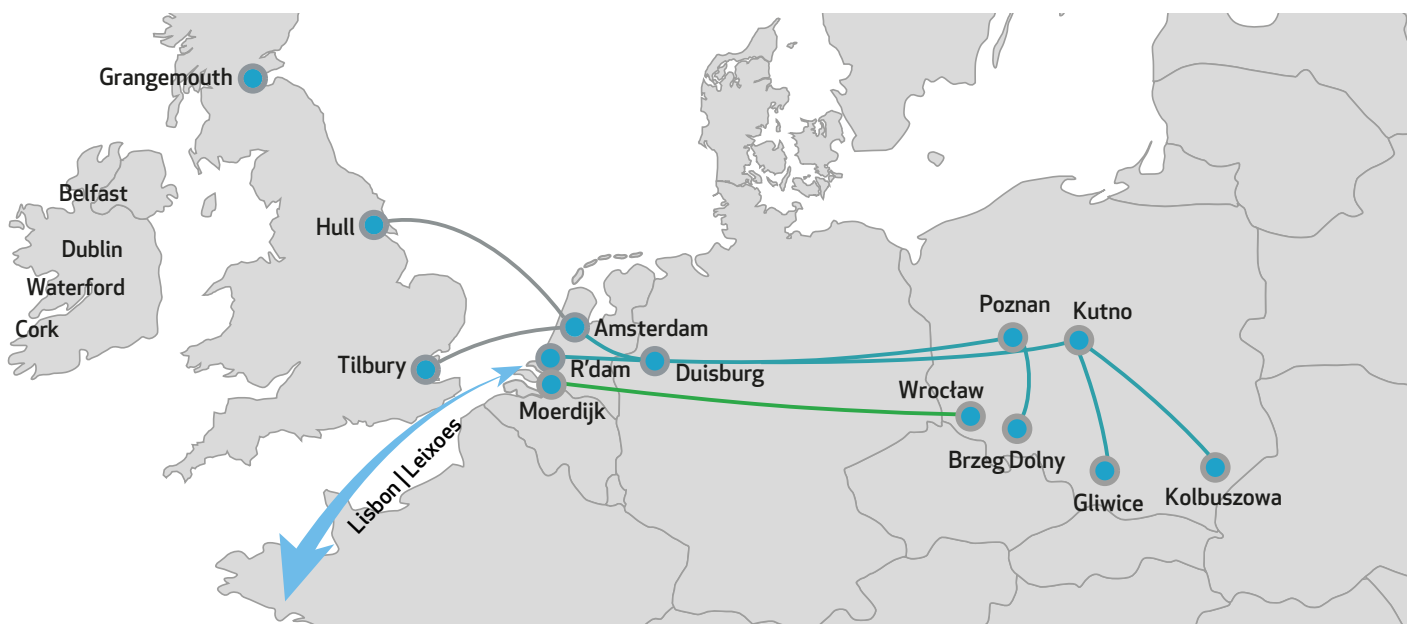 Grangemouth
Belfast
Hull
Dublin
Waterford
Cork
Poznan
Kutno
Amsterdam
Tilbury
R'dam
Duisburg
Wrocław
Moerdijk
Lisbon | Leixoes
Brzeg Dolny
Gliwice
Kolbuszowa